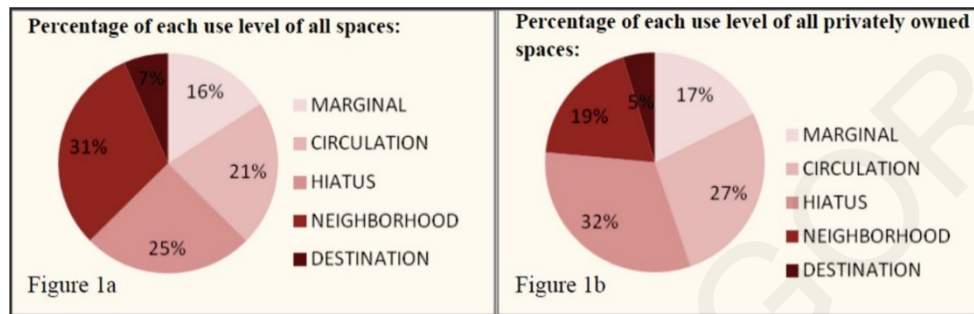 Percentage of each use level of all spaces:
7%
16%
31%
21%
25%
MARGINAL
CIRCULATION
HIATUS
NEIGHBORHOOD
DESTINATION
Figure 1a
Percentage of each use level of all privately owned
spaces:
5%
17%
19%
27%
32%
MARGINAL
CIRCULATION
HIATUS
NEIGHBORHOOD
DESTINATION
Figure 1b
GOR